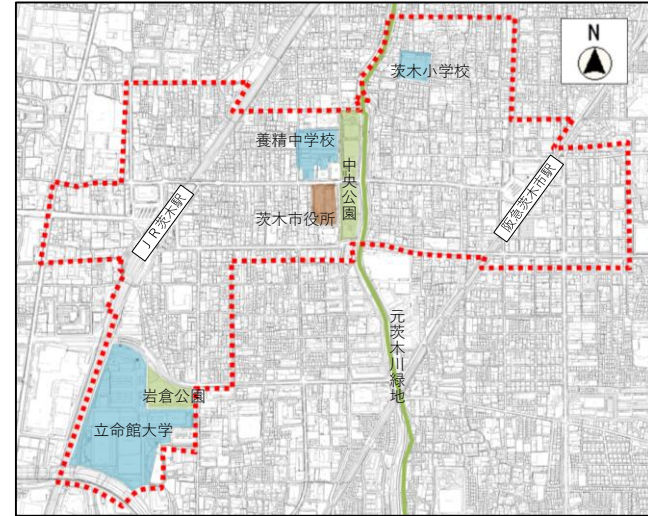 N
茨木小学校
養精中学校
中央公園
阪急茨木市駅
JR茨木駅
茨木市役所
元茨木川緑地
岩倉公園
立命館大学